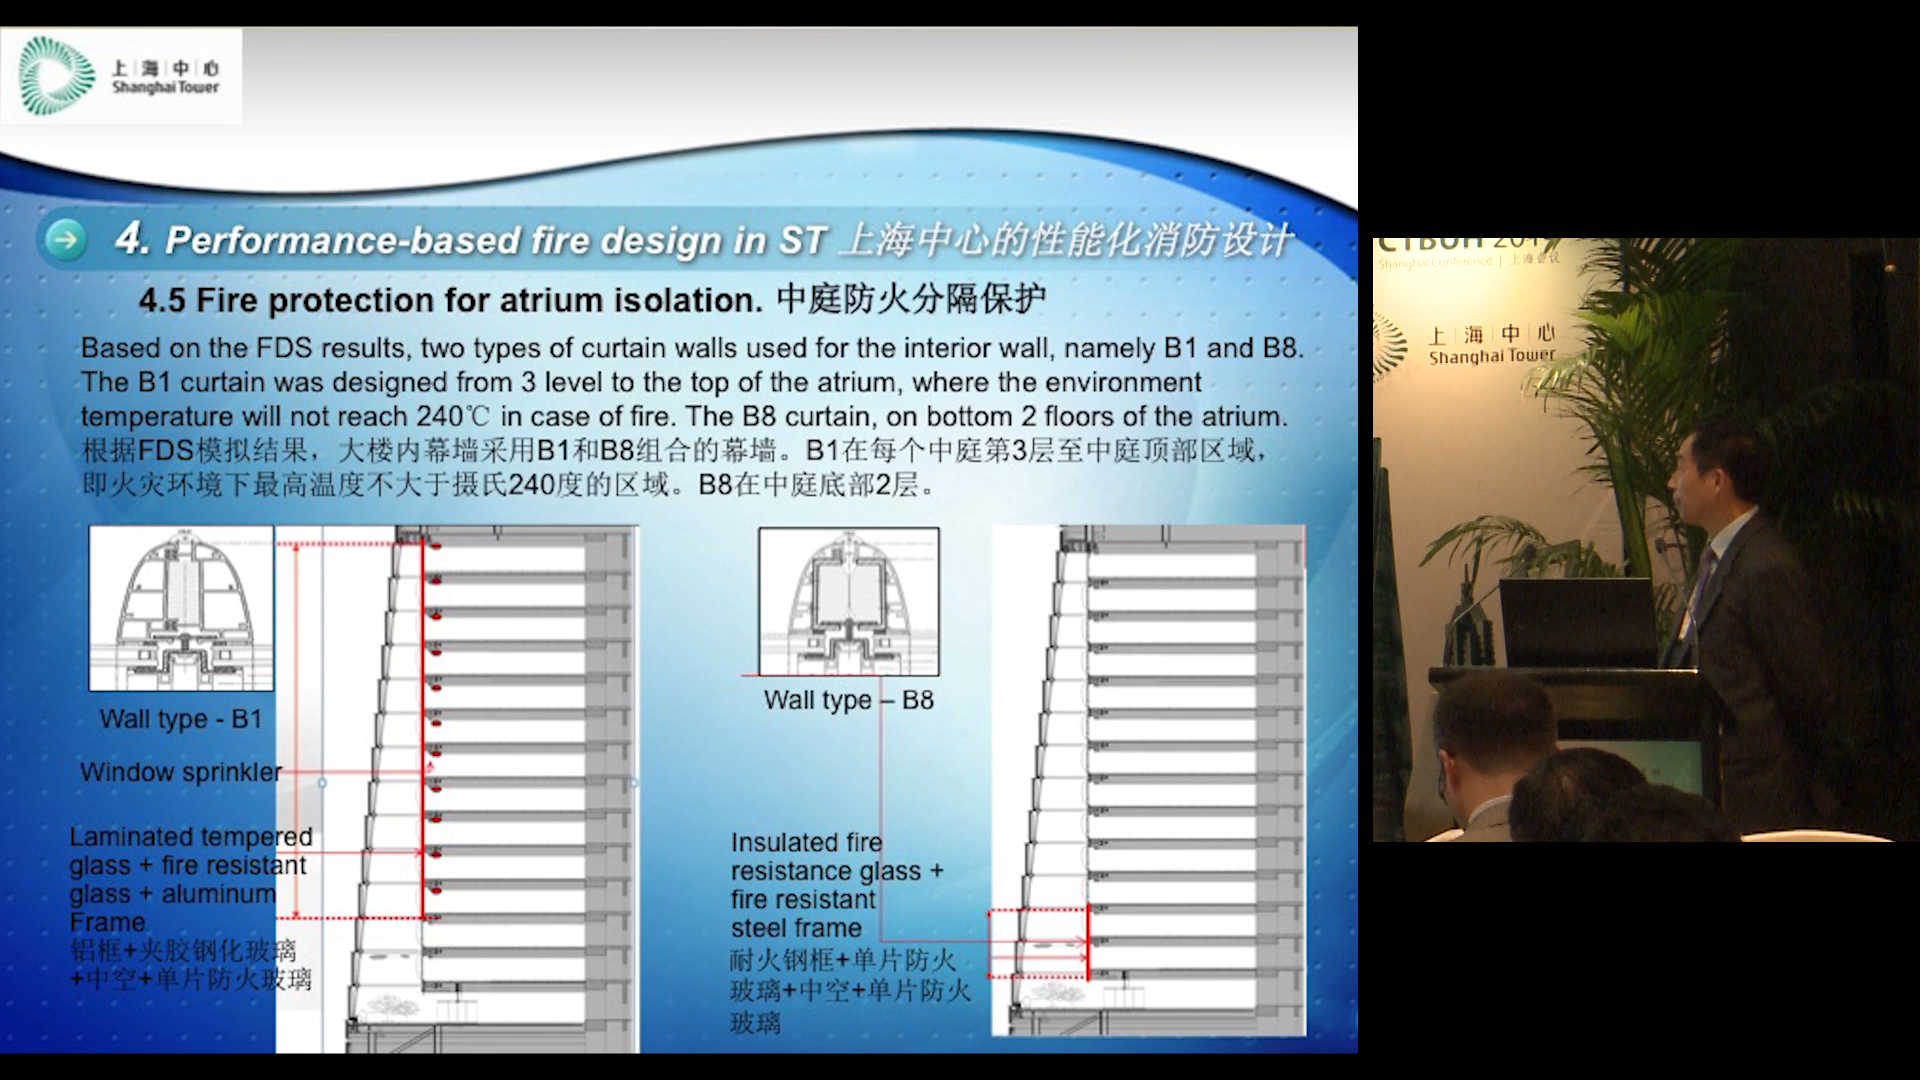 上海中心
Shanghai Tower
4. Performance-based fire design in ST 上海中心的性能化消防设计
4.5 Fire protection for atrium isolation. 中庭防火分隔保护
Based on the FDS results, two types of curtain walls used for the interior wall, namely B1 and B8.
The B1 curtain was designed from 3 level to the top of the atrium, where the environment
temperature will not reach 240℃ in case of fire. The B8 curtain, on bottom 2 floors of the atrium.
根据FDS模拟结果，大楼内幕墙采用B1和B8组合的幕墙。B1在每个中庭第3层至中庭顶部区域，
即火灾环境下最高温度不大于摄氏240度的区域。B8在中庭底部2层。
Wall type - B1
Window sprinkler
Laminated tempered
glass + fire resistant
glass + aluminum
Frame
铝框+夹胶钢化玻璃
+中空+单片防火玻璃
Wall type – B8
Insulated fire
resistance glass +
fire resistant
steel frame
耐火钢框+单片防火
玻璃+中空+单片防火
玻璃
CTBUH 201
Shanghai Conference | 上海会议
上海中心
Shanghai Tower